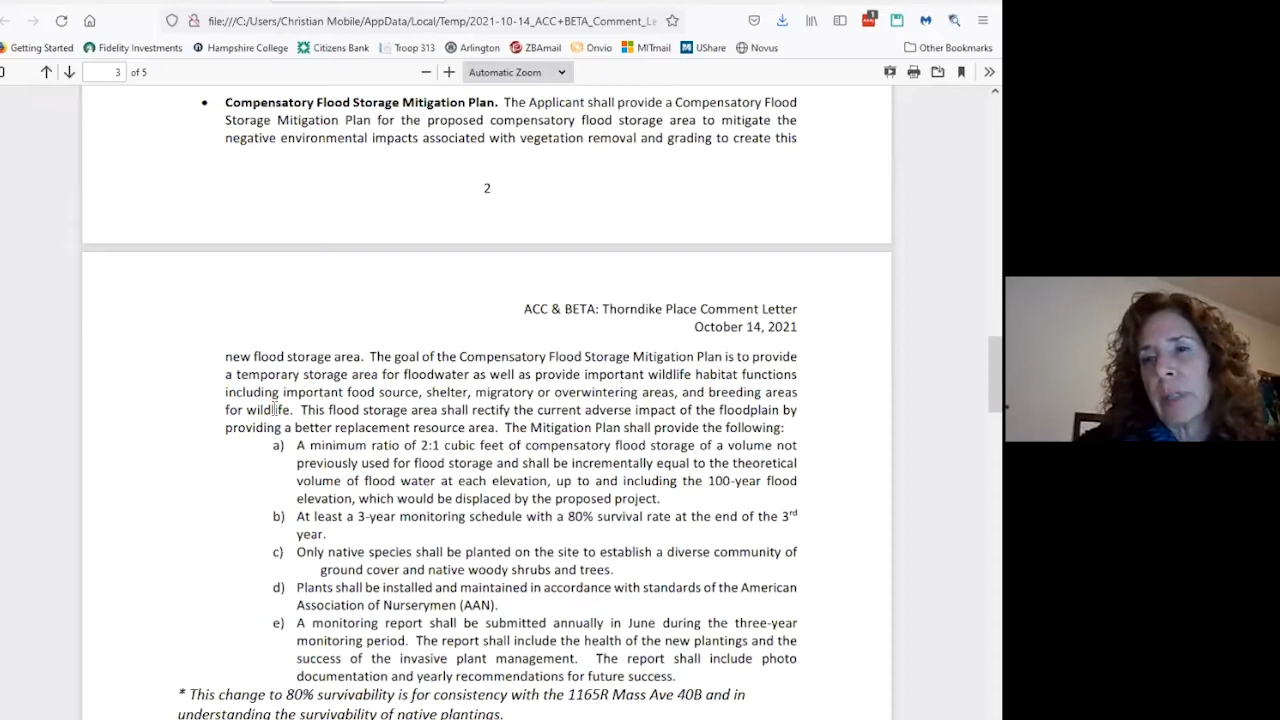 file:///C:/Users/Christian Mobile/AppData/Local/Temp/2021-10-14_ACC+BETA_Comment_Le
1
Getting Started
Fidelity Investments
Hampshire College
Citizens Bank
Troop 313
Arlington
ZBAmail
Onvio
MITmail
UShare
Novus
Other Bookmarks
3 of 5
Automatic Zoom
• Compensatory Flood Storage Mitigation Plan. The Applicant shall provide a Compensatory Flood
Storage Mitigation Plan for the proposed compensatory flood storage area to mitigate the
negative environmental impacts associated with vegetation removal and grading to create this
2
ACC & BETA: Thorndike Place Comment Letter
October 14, 2021
new flood storage area. The goal of the Compensatory Flood Storage Mitigation Plan is to provide
a temporary storage area for floodwater as well as provide important wildlife habitat functions
including important food source, shelter, migratory or overwintering areas, and breeding areas
for wildlife. This flood storage area shall rectify the current adverse impact of the floodplain by
providing a better replacement resource area. The Mitigation Plan shall provide the following:
a) A minimum ratio of 2:1 cubic feet of compensatory flood storage of a volume not
previously used for flood storage and shall be incrementally equal to the theoretical
volume of flood water at each elevation, up to and including the 100-year flood
elevation, which would be displaced by the proposed project.
b) At least a 3-year monitoring schedule with a 80% survival rate at the end of the 3rd
year.
c) Only native species shall be planted on the site to establish a diverse community of
ground cover and native woody shrubs and trees.
d) Plants shall be installed and maintained in accordance with standards of the American
Association of Nurserymen (AAN).
e) A monitoring report shall be submitted annually in June during the three-year
monitoring period. The report shall include the health of the new plantings and the
success of the invasive plant management. The report shall include photo
documentation and yearly recommendations for future success.
* This change to 80% survivability is for consistency with the 1165R Mass Ave 40B and in
understanding the survivability of native plantings.